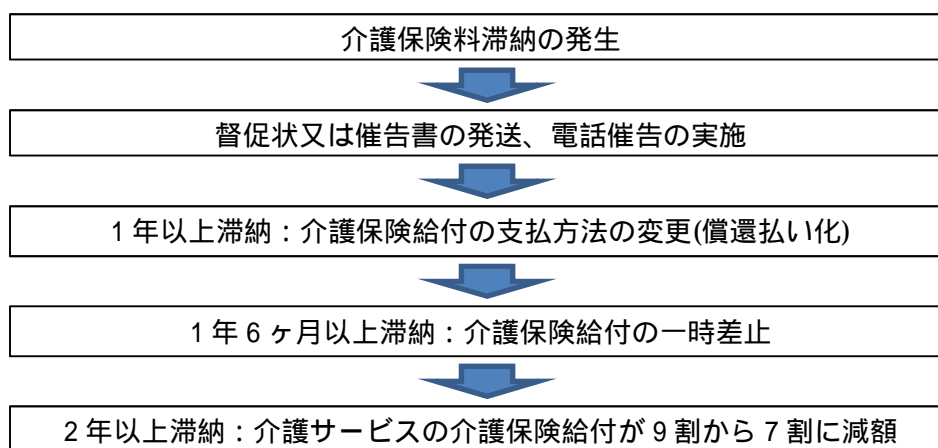 介護保険料滞納の発生
督促状又は催告書の発送、電話催告の実施
1年以上滞納：介護保険給付の支払方法の変更(償還払い化)
1年6ヶ月以上滞納：介護保険給付の一時差止
2年以上滞納：介護サービスの介護保険給付が9割から7割に減額